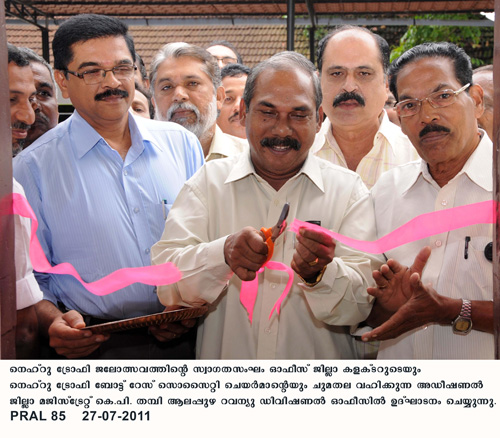 നെഹ്റു ട്രോഫി ജലോത്സവത്തിന്റെ സ്വാഗതസംഘം ഓഫീസ് ജില്ലാ കളക്ടറുടെയും
നെഹ്റു ട്രോഫി ബോട്ട് റേസ് സൊസൈറ്റി ചെയർമാന്റെയും ചുമതല വഹിക്കുന്ന അഡീഷണൽ
ജില്ലാ മജിസ്ട്രേറ്റ് കെ.പി. തമ്പി ആലപ്പുഴ റവന്യു ഡിവിഷണൽ ഓഫീസിൽ ഉദ്ഘാടനം ചെയ്യുന്നു.
PRAL 85 27-07-2011